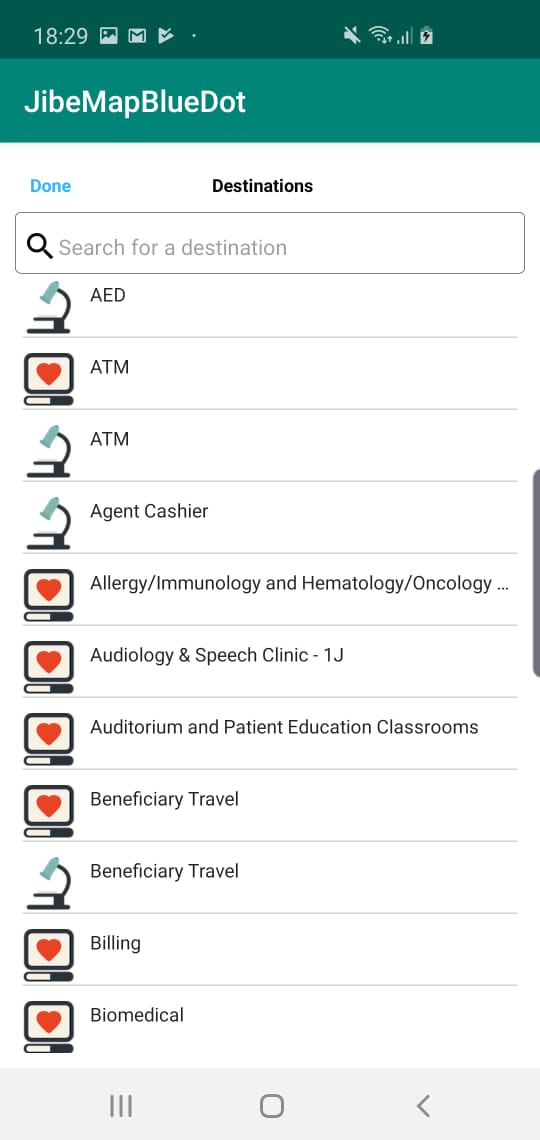 18:29
JibeMapBlueDot
Done Destinations
Search for a destination
AED
ATM
ATM
Agent Cashier
Allergy/Immunology and Hematology/Oncology ...
Audiology & Speech Clinic - 1J
Auditorium and Patient Education Classrooms
Beneficiary Travel
Beneficiary Travel
Billing
Biomedical